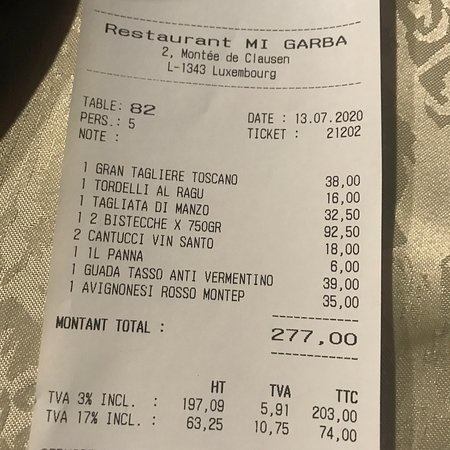 Restaurant MI GARBA
2, Montée de Clausen
L-1343 Luxembourg
TABLE: 82 DATE : 13.07.2020
PERS.: 5 TICKET : 21202
NOTE :
1 GRAN TAGLIERE TOSCANO 38,00
1 TORDELLI AL RAGU 16,00
1 TAGLIATA DI MANZO 32,50
1 2 BISTECCHE X 750GR 92,50
2 CANTUCCI VIN SANTO 18,00
1 1L PANNA 6,00
1 GUADA TASSO ANTI VERMENTINO 39,00
1 AVIGNONESI ROSSO MONTEP 35,00
MONTANT TOTAL : 277,00
HT TVA TTC
TVA 3% INCL. : 197,09 5,91 203,00
TVA 17% INCL. : 63,25 10,75 74,00